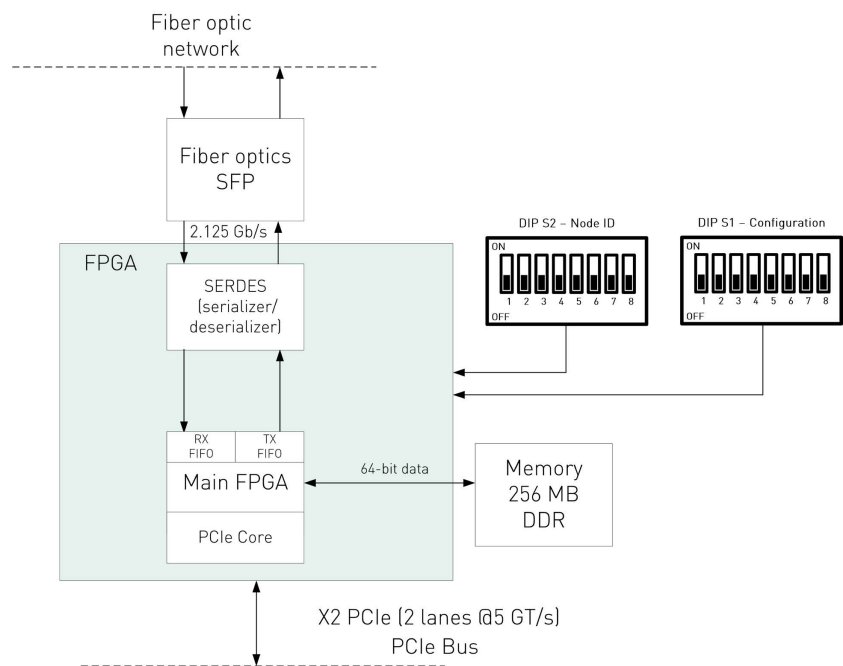 Fiber optic
network
Fiber optics
SFP
2.125 Gb/s
FPGA
SERDES
(serializer/
deserializer)
DIP S2 – Node ID
ON
1 2 3 4 5 6 7 8
OFF
DIP S1 – Configuration
ON
1 2 3 4 5 6 7 8
OFF
RX
FIFO
TX
FIFO
Main FPGA
PCIe Core
64-bit data
Memory
256 MB
DDR
X2 PCIe (2 lanes @5 GT/s)
PCIe Bus